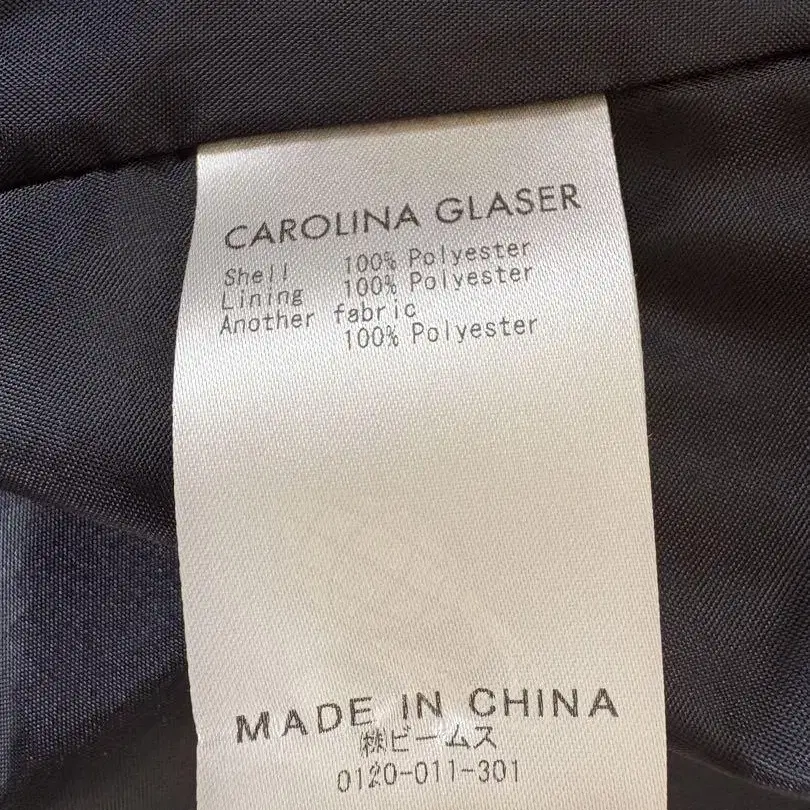 CAROLINA GLASER
Shell 100% Polyester
Lining 100% Polyester
Another fabric
100% Polyester
MADE IN CHINA
㈱ビームス
0120-011-301